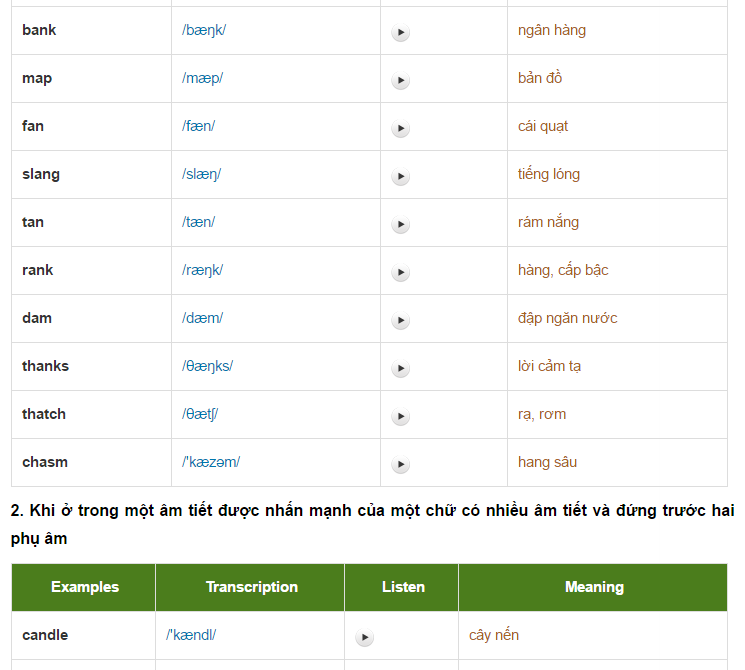 bank /bæŋk/ ngân hàng
map /mæp/ bản đồ
fan /fæn/ cái quạt
slang /slæŋ/ tiếng lóng
tan /tæn/ rám nắng
rank /ræŋk/ hàng, cấp bậc
dam /dæm/ đập ngăn nước
thanks /θæŋks/ lời cảm tạ
thatch /θætʃ/ rạ, rơm
chasm /'kæzəm/ hang sâu
2. Khi ở trong một âm tiết được nhấn mạnh của một chữ có nhiều âm tiết và đứng trước hai
phụ âm
Examples Transcription Listen Meaning
candle /'kændl/ cây nến